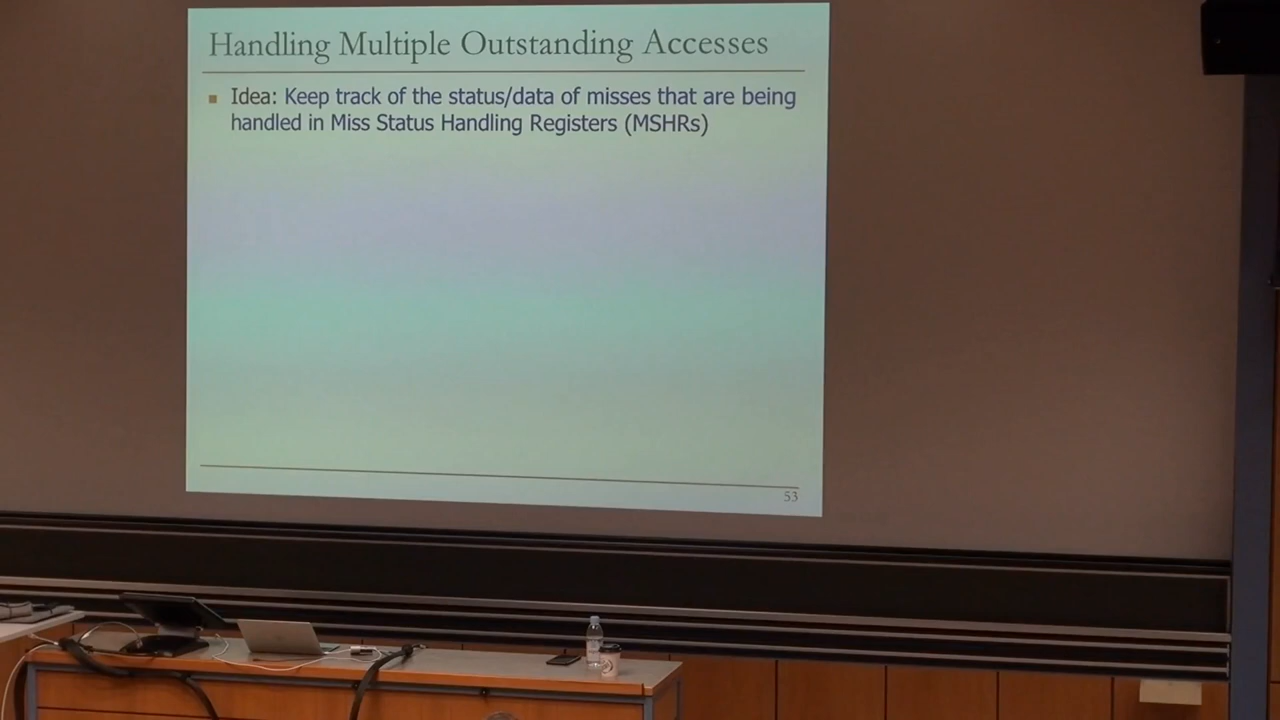 Handling Multiple Outstanding Accesses
Idea: Keep track of the status/data of misses that are being
handled in Miss Status Handling Registers (MSHRs)
53